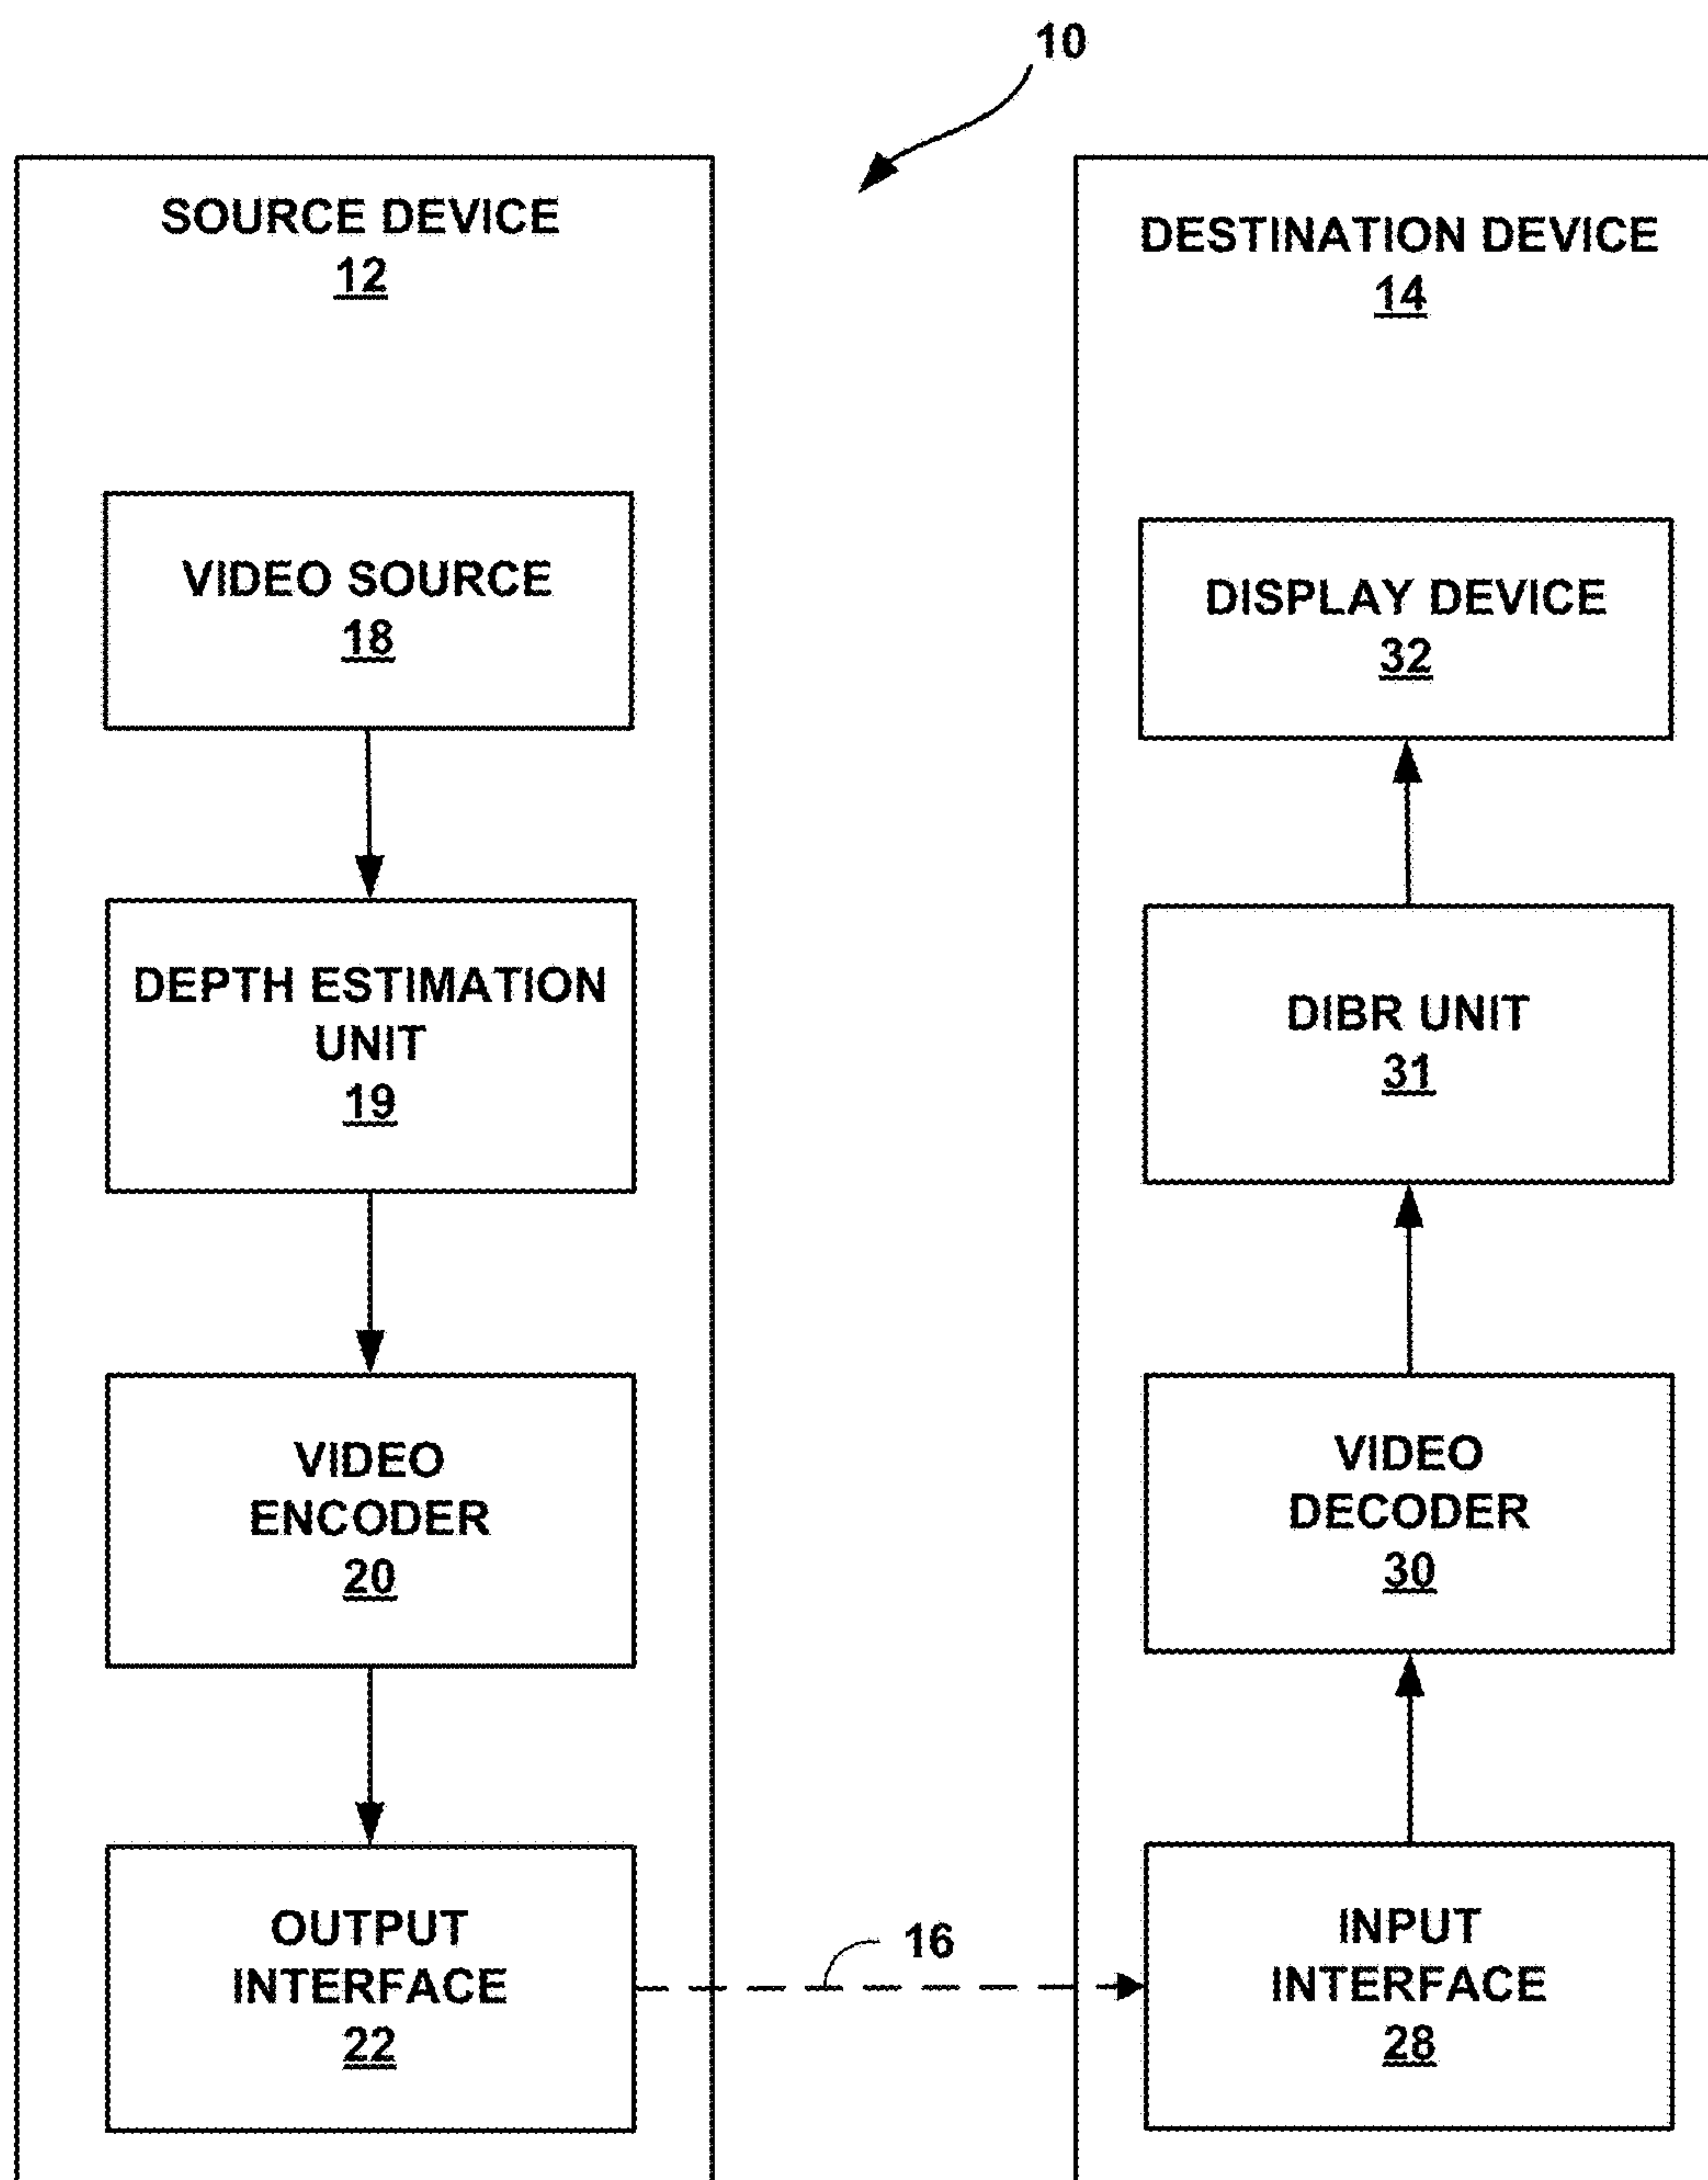 10
SOURCE DEVICE
12
VIDEO SOURCE
18
DEPTH ESTIMATION
UNIT
19
VIDEO
ENCODER
20
OUTPUT
INTERFACE
22
16
DESTINATION DEVICE
14
DISPLAY DEVICE
32
DIBR UNIT
31
VIDEO
DECODER
30
INPUT
INTERFACE
28